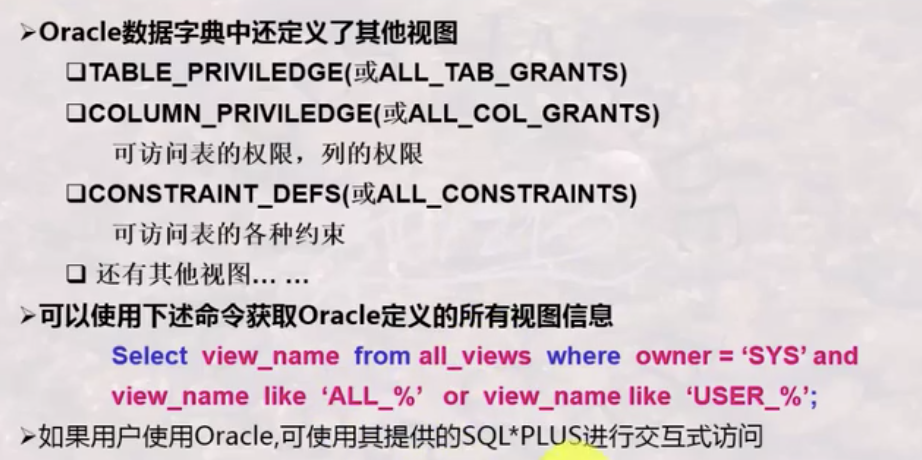 ➢Oracle数据字典中还定义了其他视图
❑TABLE_PRIVILEDGE(或ALL_TAB_GRANTS)
❑COLUMN_PRIVILEDGE(或ALL_COL_GRANTS)
可访问表的权限，列的权限
❑CONSTRAINT_DEFS(或ALL_CONSTRAINTS)
可访问表的各种约束
❑ 还有其他视图... ...
➢可以使用下述命令获取Oracle定义的所有视图信息
Select view_name from all_views where owner = ‘SYS’ and
view_name like ‘ALL_%’ or view_name like ‘USER_%’;
➢如果用户使用Oracle,可使用其提供的SQL*PLUS进行交互式访问